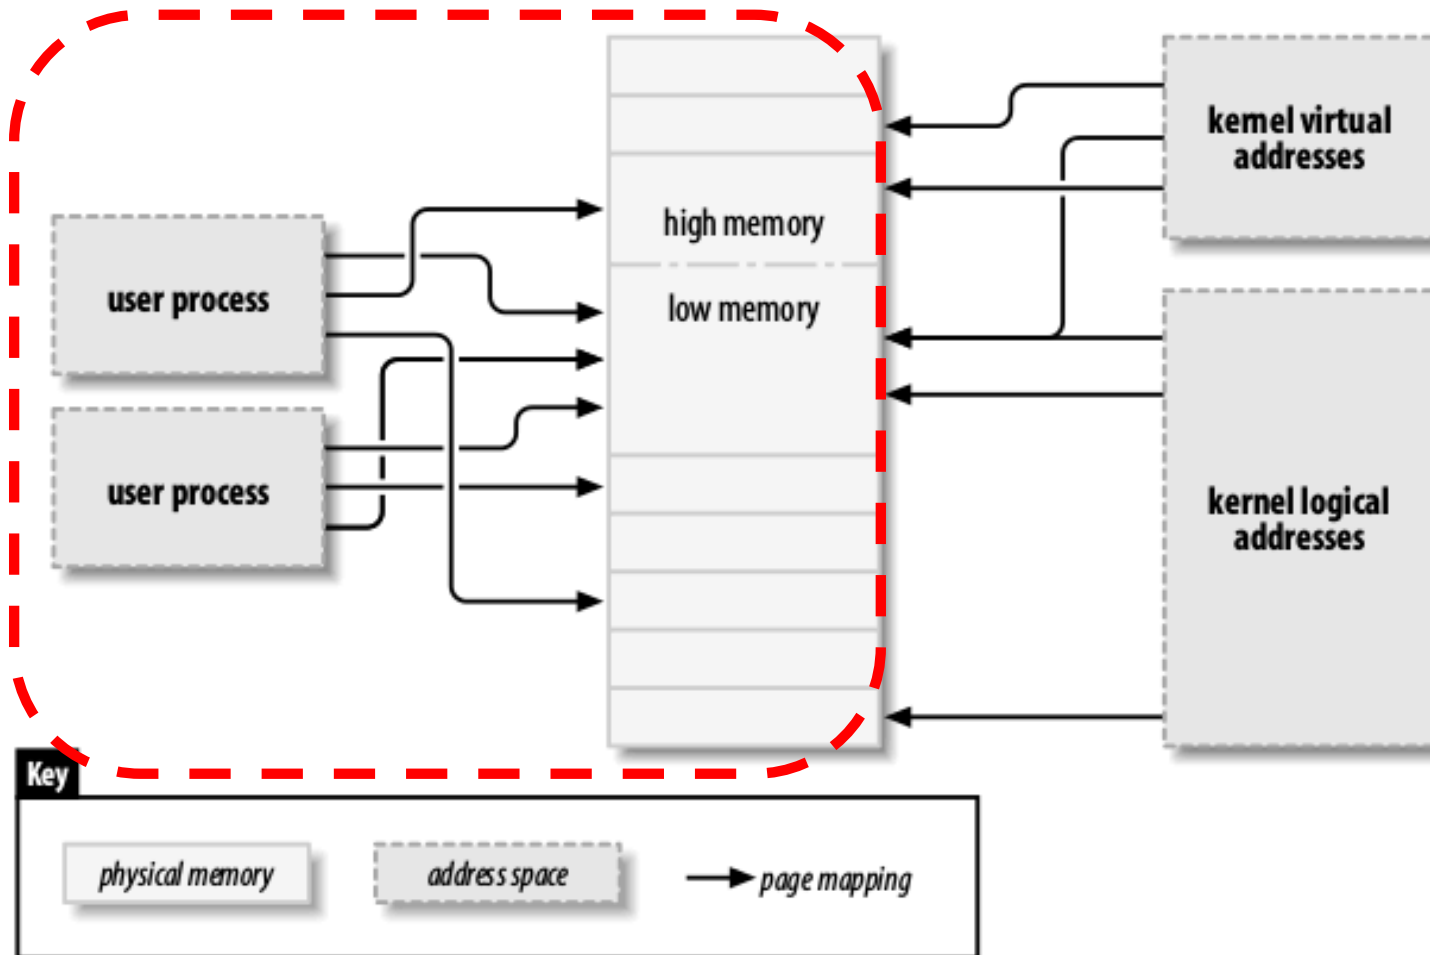 kernel virtual
addresses
high memory
user process
low memory
user process
kernel logical
addresses
Key
physical memory
address space
page mapping